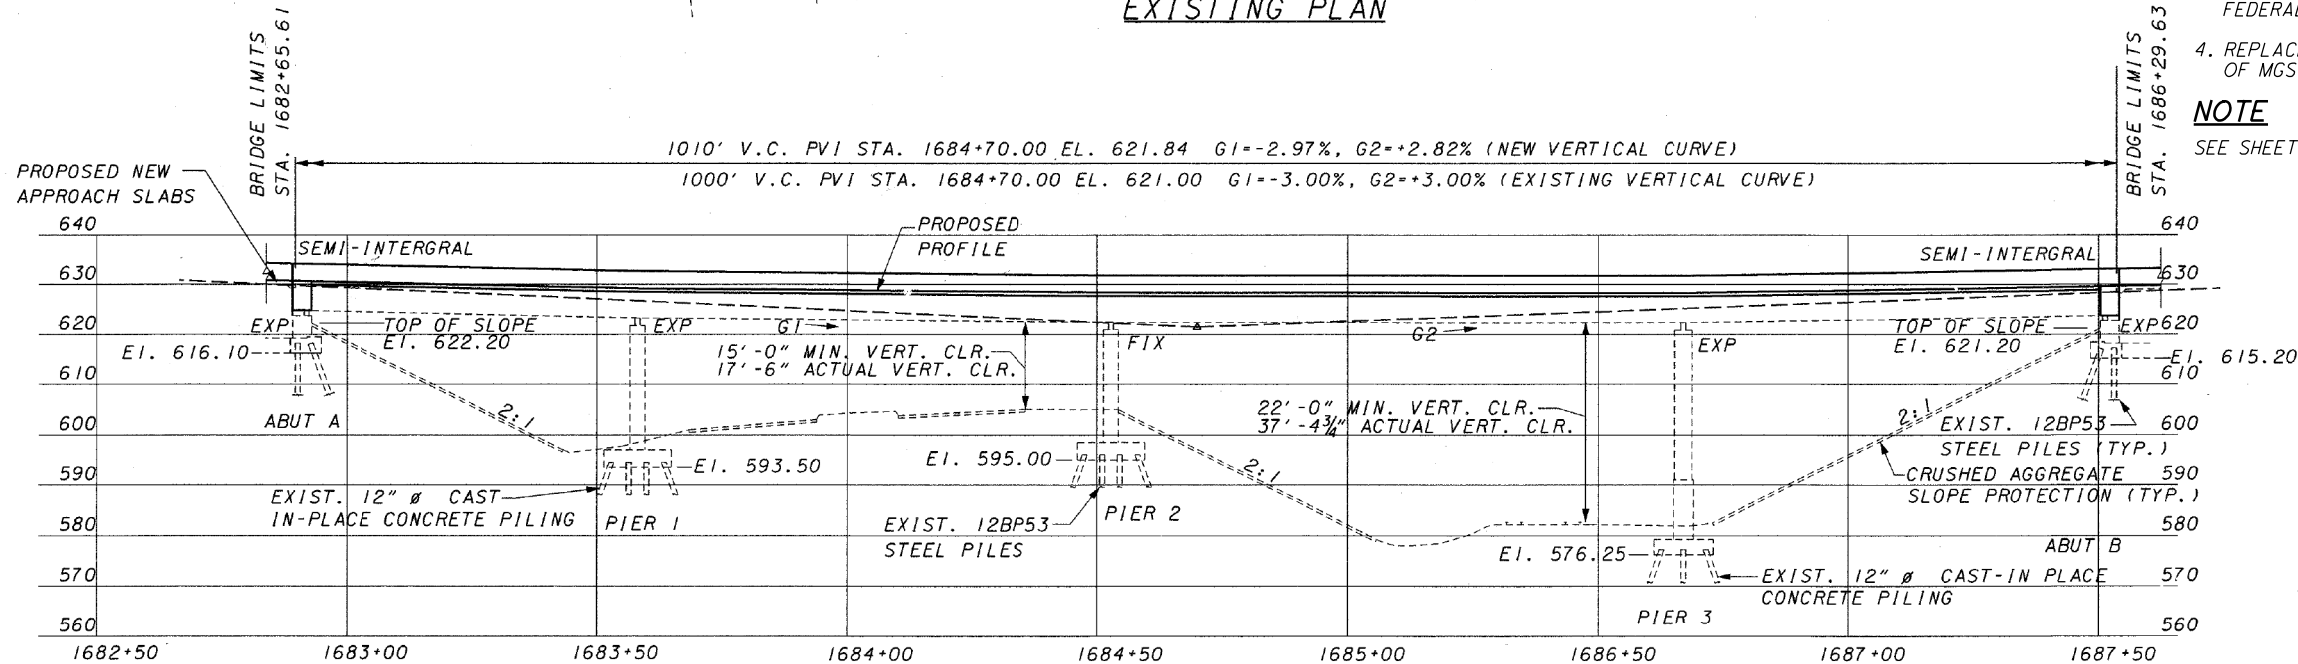 EXISTING PLAN
FEDERAL
4. REPLAC
OF MGS
NOTE
SEE SHEET
BRIDGE LIMITS
STA. 1682+65.61
BRIDGE LIMITS
STA. 1686+29.63
1010' V.C. PVI STA. 1684+70.00 EL. 621.84 G1=-2.97%, G2=+2.82% (NEW VERTICAL CURVE)
1000' V.C. PVI STA. 1684+70.00 EL. 621.00 G1=-3.00%, G2=+3.00% (EXISTING VERTICAL CURVE)
PROPOSED NEW
APPROACH SLABS
PROPOSED
PROFILE
640
640
SEMI-INTERGRAL
SEMI-INTERGRAL
630
630
620
EXP
TOP OF SLOPE
El. 622.20
EXP
G1
FIX
G2
EXP
TOP OF SLOPE
El. 621.20
EXP
620
El. 616.10
El. 615.20
15'-0" MIN. VERT. CLR.
17'-6" ACTUAL VERT. CLR.
610
610
ABUT A
2:1
22'-0" MIN. VERT. CLR.
37'-4¾" ACTUAL VERT. CLR.
2:1
600
600
EXIST. 12BP53
STEEL PILES (TYP.)
El. 593.50
El. 595.00
2:1
CRUSHED AGGREGATE
SLOPE PROTECTION (TYP.)
590
590
EXIST. 12" ø CAST
IN-PLACE CONCRETE PILING
PIER 1
EXIST. 12BP53
STEEL PILES
PIER 2
580
580
El. 576.25
ABUT B
570
570
EXIST. 12" ø CAST-IN PLACE
CONCRETE PILING
PIER 3
560
560
1682+50
1683+00
1683+50
1684+00
1684+50
1685+00
1686+50
1687+00
1687+50